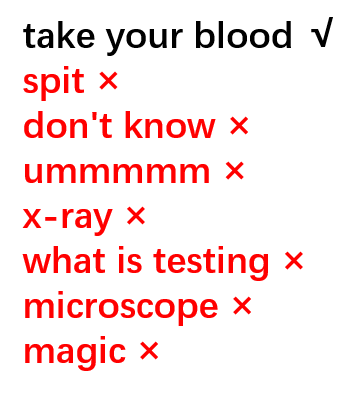 take your blood √
spit ×
don't know ×
ummmmm ×
x-ray ×
what is testing ×
microscope ×
magic ×